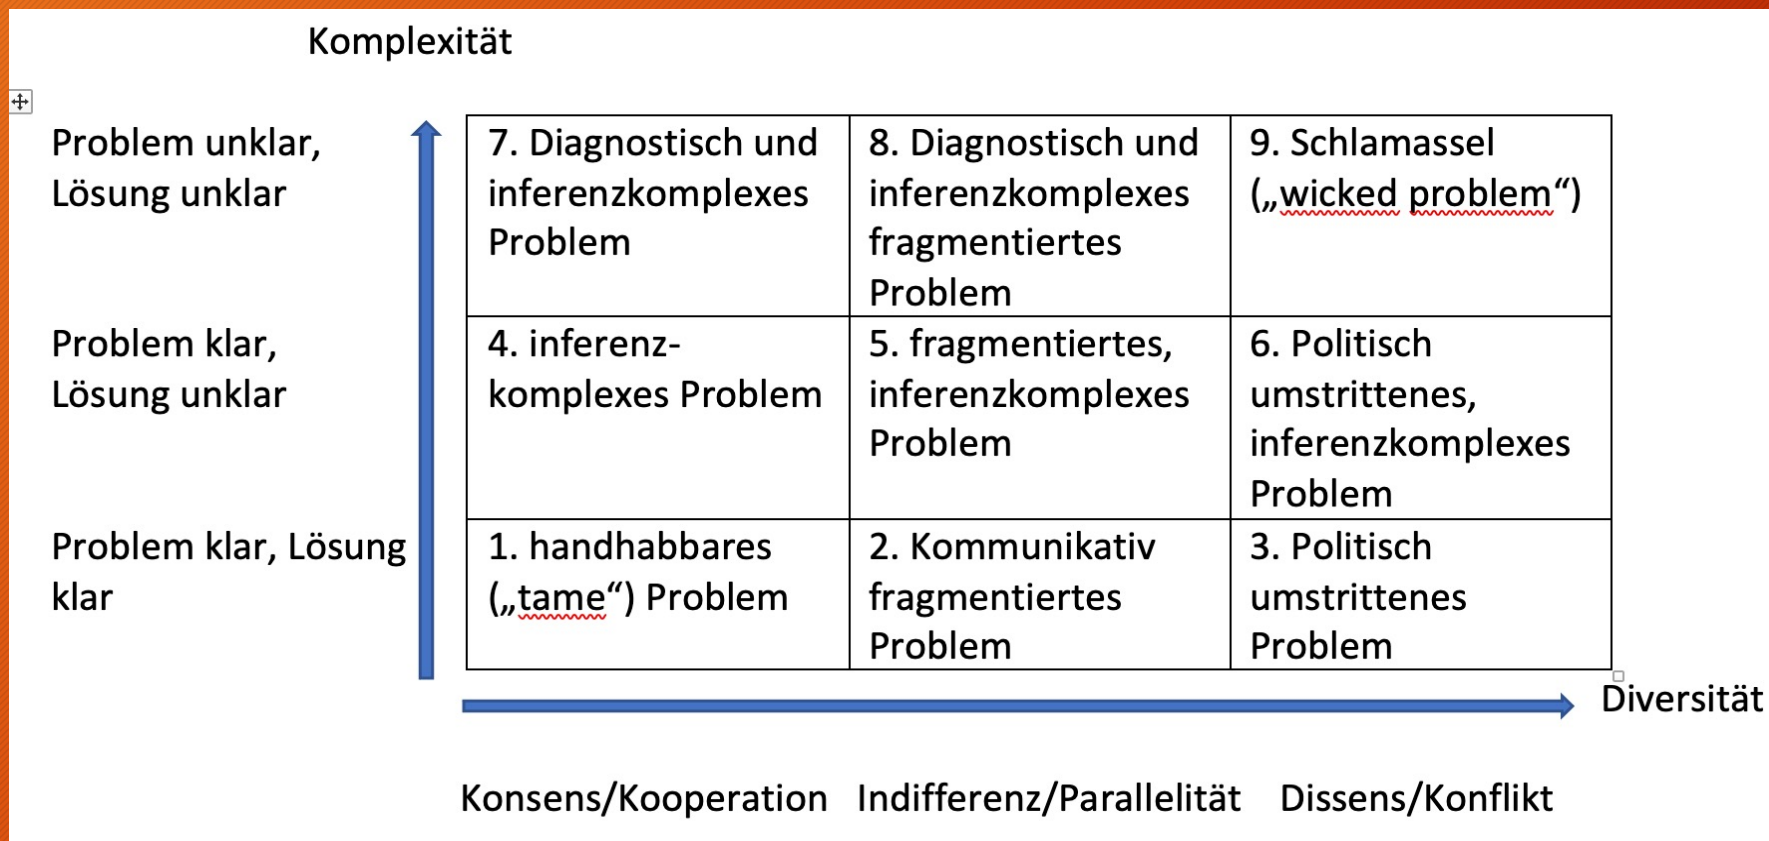 Komplexität
Problem unklar,
Lösung unklar
7. Diagnostisch und
inferenzkomplexes
Problem
8. Diagnostisch und
inferenzkomplexes
fragmentiertes
Problem
9. Schlamassel
(„wicked problem“)
Problem klar,
Lösung unklar
4. inferenz-
komplexes Problem
5. fragmentiertes,
inferenzkomplexes
Problem
6. Politisch
umstrittenes,
inferenzkomplexes
Problem
Problem klar, Lösung
klar
1. handhabbares
(„tame“) Problem
2. Kommunikativ
fragmentiertes
Problem
3. Politisch
umstrittenes
Problem
Diversität
Konsens/Kooperation Indifferenz/Parallelität Dissens/Konflikt